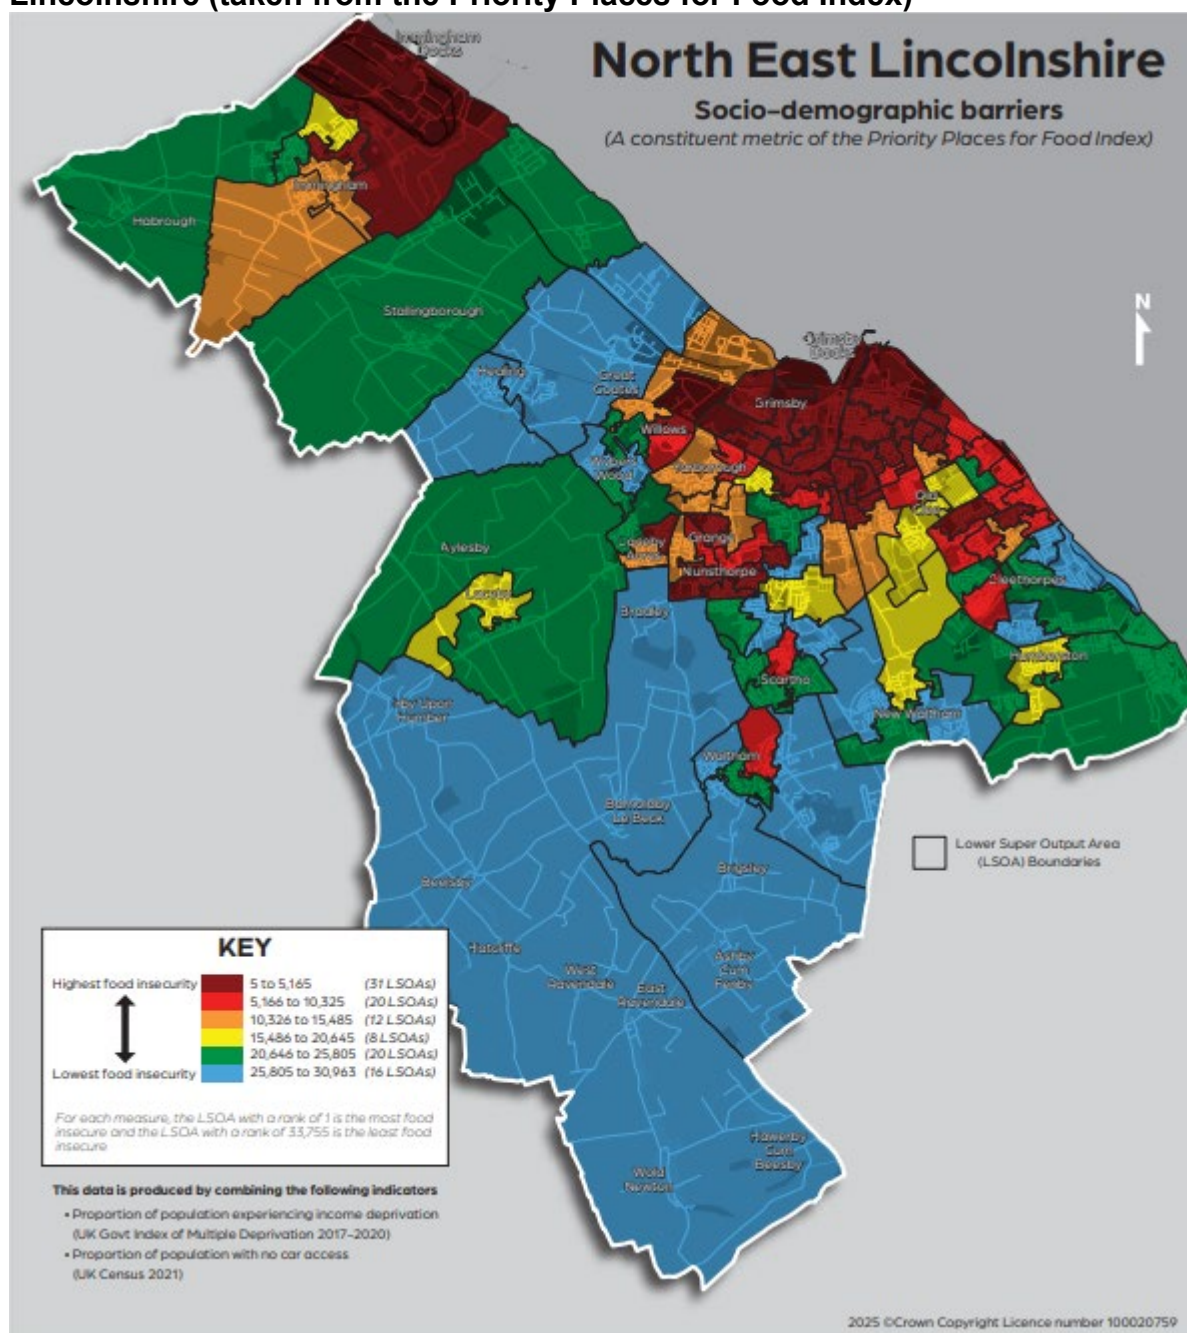 Lincolnshire (taken from the Priority Places for Food Index)
North East Lincolnshire
Socio-demographic barriers
(A constituent metric of the Priority Places for Food Index)
Immingham
Docks
Immingham
Habrough
Stallingborough
N
Grimsby
Docks
Healing
Great
Coates
Grimsby
Willows
Wybers
Wood
Yarborough
Old
Clee
Aylesby
Laceby
Acres
Grange
Nunsthorpe
Cleethorpes
Laceby
Bradley
Humberston
Scartho
Irby Upon
Humber
New Waltham
Waltham
Barnoldby
Le Beck
Lower Super Output Area
(LSOA) Boundaries
Brigsley
Beelsby
Hatcliffe
Ashby
Cum
Fenby
West
Ravendale
East
Ravendale
KEY
Highest food insecurity
5 to 5,165 (31 LSOAs)
5,166 to 10,325 (20 LSOAs)
10,326 to 15,485 (12 LSOAs)
15,486 to 20,645 (8 LSOAs)
20,646 to 25,805 (20 LSOAs)
Lowest food insecurity
25,805 to 30,963 (16 LSOAs)
For each measure, the LSOA with a rank of 1 is the most food
insecure and the LSOA with a rank of 33,755 is the least food
insecure
Hawerby
Cum
Beesby
Wold
Newton
This data is produced by combining the following indicators
• Proportion of population experiencing income deprivation
(UK Govt Index of Multiple Deprivation 2017-2020)
• Proportion of population with no car access
(UK Census 2021)
2025 ©Crown Copyright Licence number 100020759